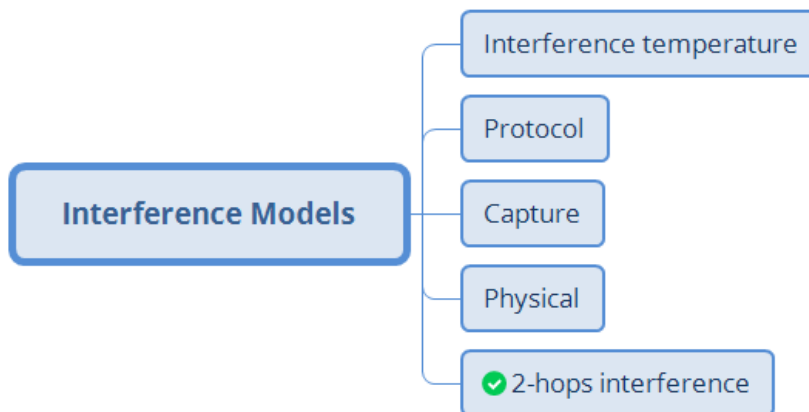 Interference temperature
Protocol
Capture
Interference Models
Physical
2-hops interference